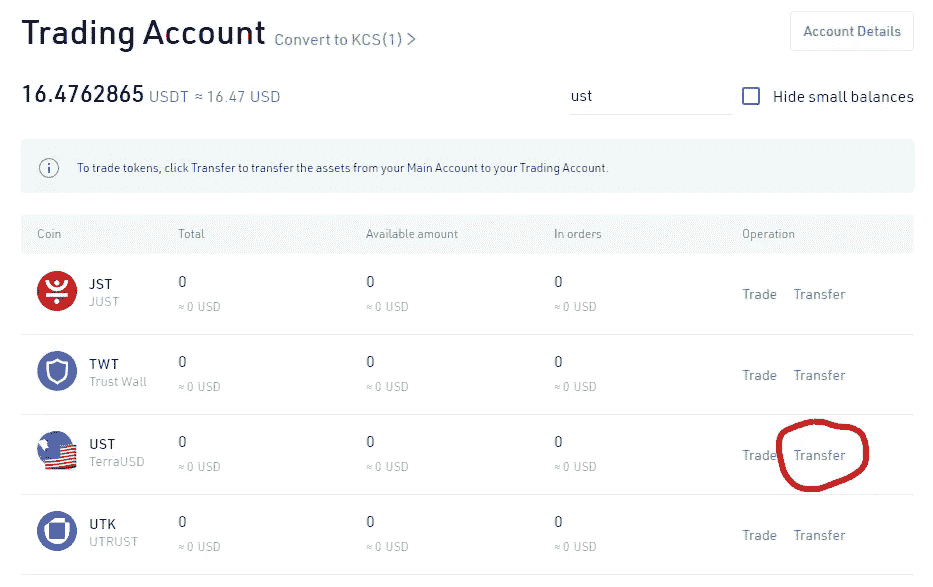 Trading Account Convert to KCS(1) > Account Details
16.4762865 USDT ≈ 16.47 USD ust Hide small balances
To trade tokens, click Transfer to transfer the assets from your Main Account to your Trading Account.
Coin Total Available amount In orders Operation
JST 0 0 0
JUST ≈ 0 USD ≈ 0 USD ≈ 0 USD Trade Transfer
TWT 0 0 0
Trust Wall ≈ 0 USD ≈ 0 USD ≈ 0 USD Trade Transfer
UST 0 0 0
TerraUSD ≈ 0 USD ≈ 0 USD ≈ 0 USD Trade Transfer
UTK 0 0 0
UTRUST ≈ 0 USD ≈ 0 USD ≈ 0 USD Trade Transfer